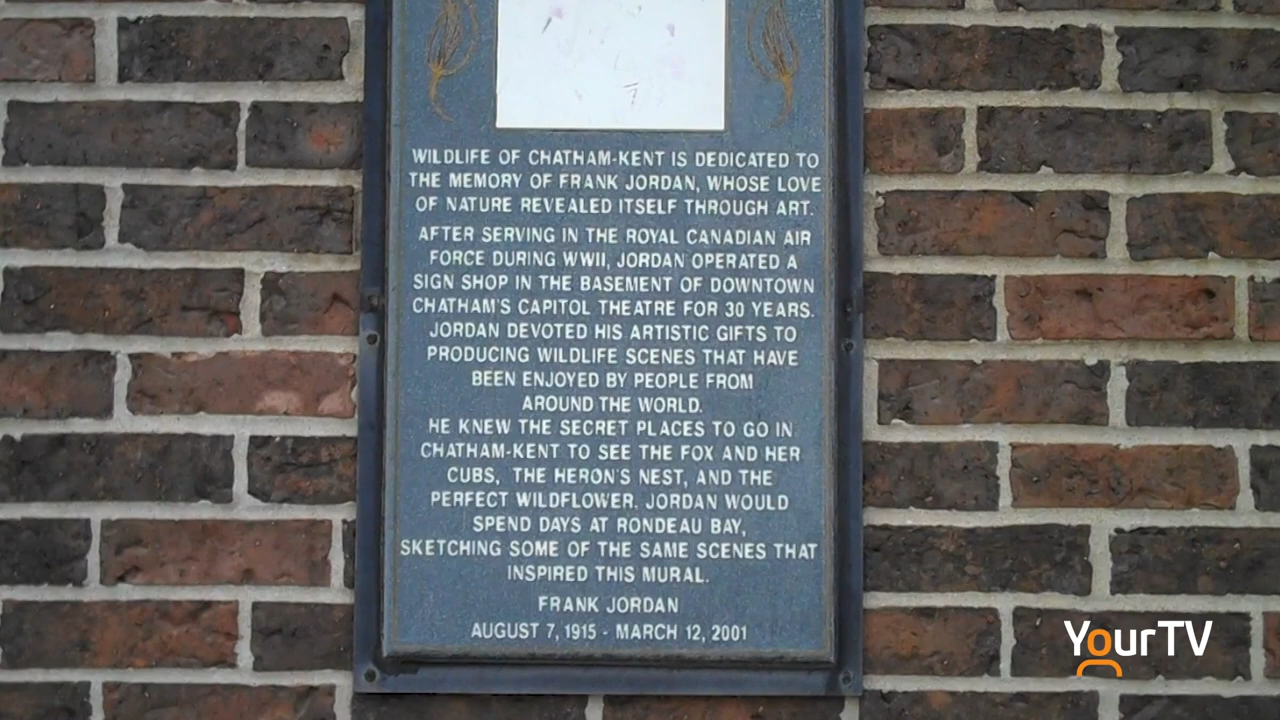 WILDLIFE OF CHATHAM-KENT IS DEDICATED TO
THE MEMORY OF FRANK JORDAN, WHOSE LOVE
OF NATURE REVEALED ITSELF THROUGH ART.
AFTER SERVING IN THE ROYAL CANADIAN AIR
FORCE DURING WWII, JORDAN OPERATED A
SIGN SHOP IN THE BASEMENT OF DOWNTOWN
CHATHAM'S CAPITOL THEATRE FOR 30 YEARS.
JORDAN DEVOTED HIS ARTISTIC GIFTS TO
PRODUCING WILDLIFE SCENES THAT HAVE
BEEN ENJOYED BY PEOPLE FROM
AROUND THE WORLD.
HE KNEW THE SECRET PLACES TO GO IN
CHATHAM-KENT TO SEE THE FOX AND HER
CUBS, THE HERON'S NEST, AND THE
PERFECT WILDFLOWER. JORDAN WOULD
SPEND DAYS AT RONDEAU BAY,
SKETCHING SOME OF THE SAME SCENES THAT
INSPIRED THIS MURAL.
FRANK JORDAN
AUGUST 7, 1915 - MARCH 12, 2001
YourTV